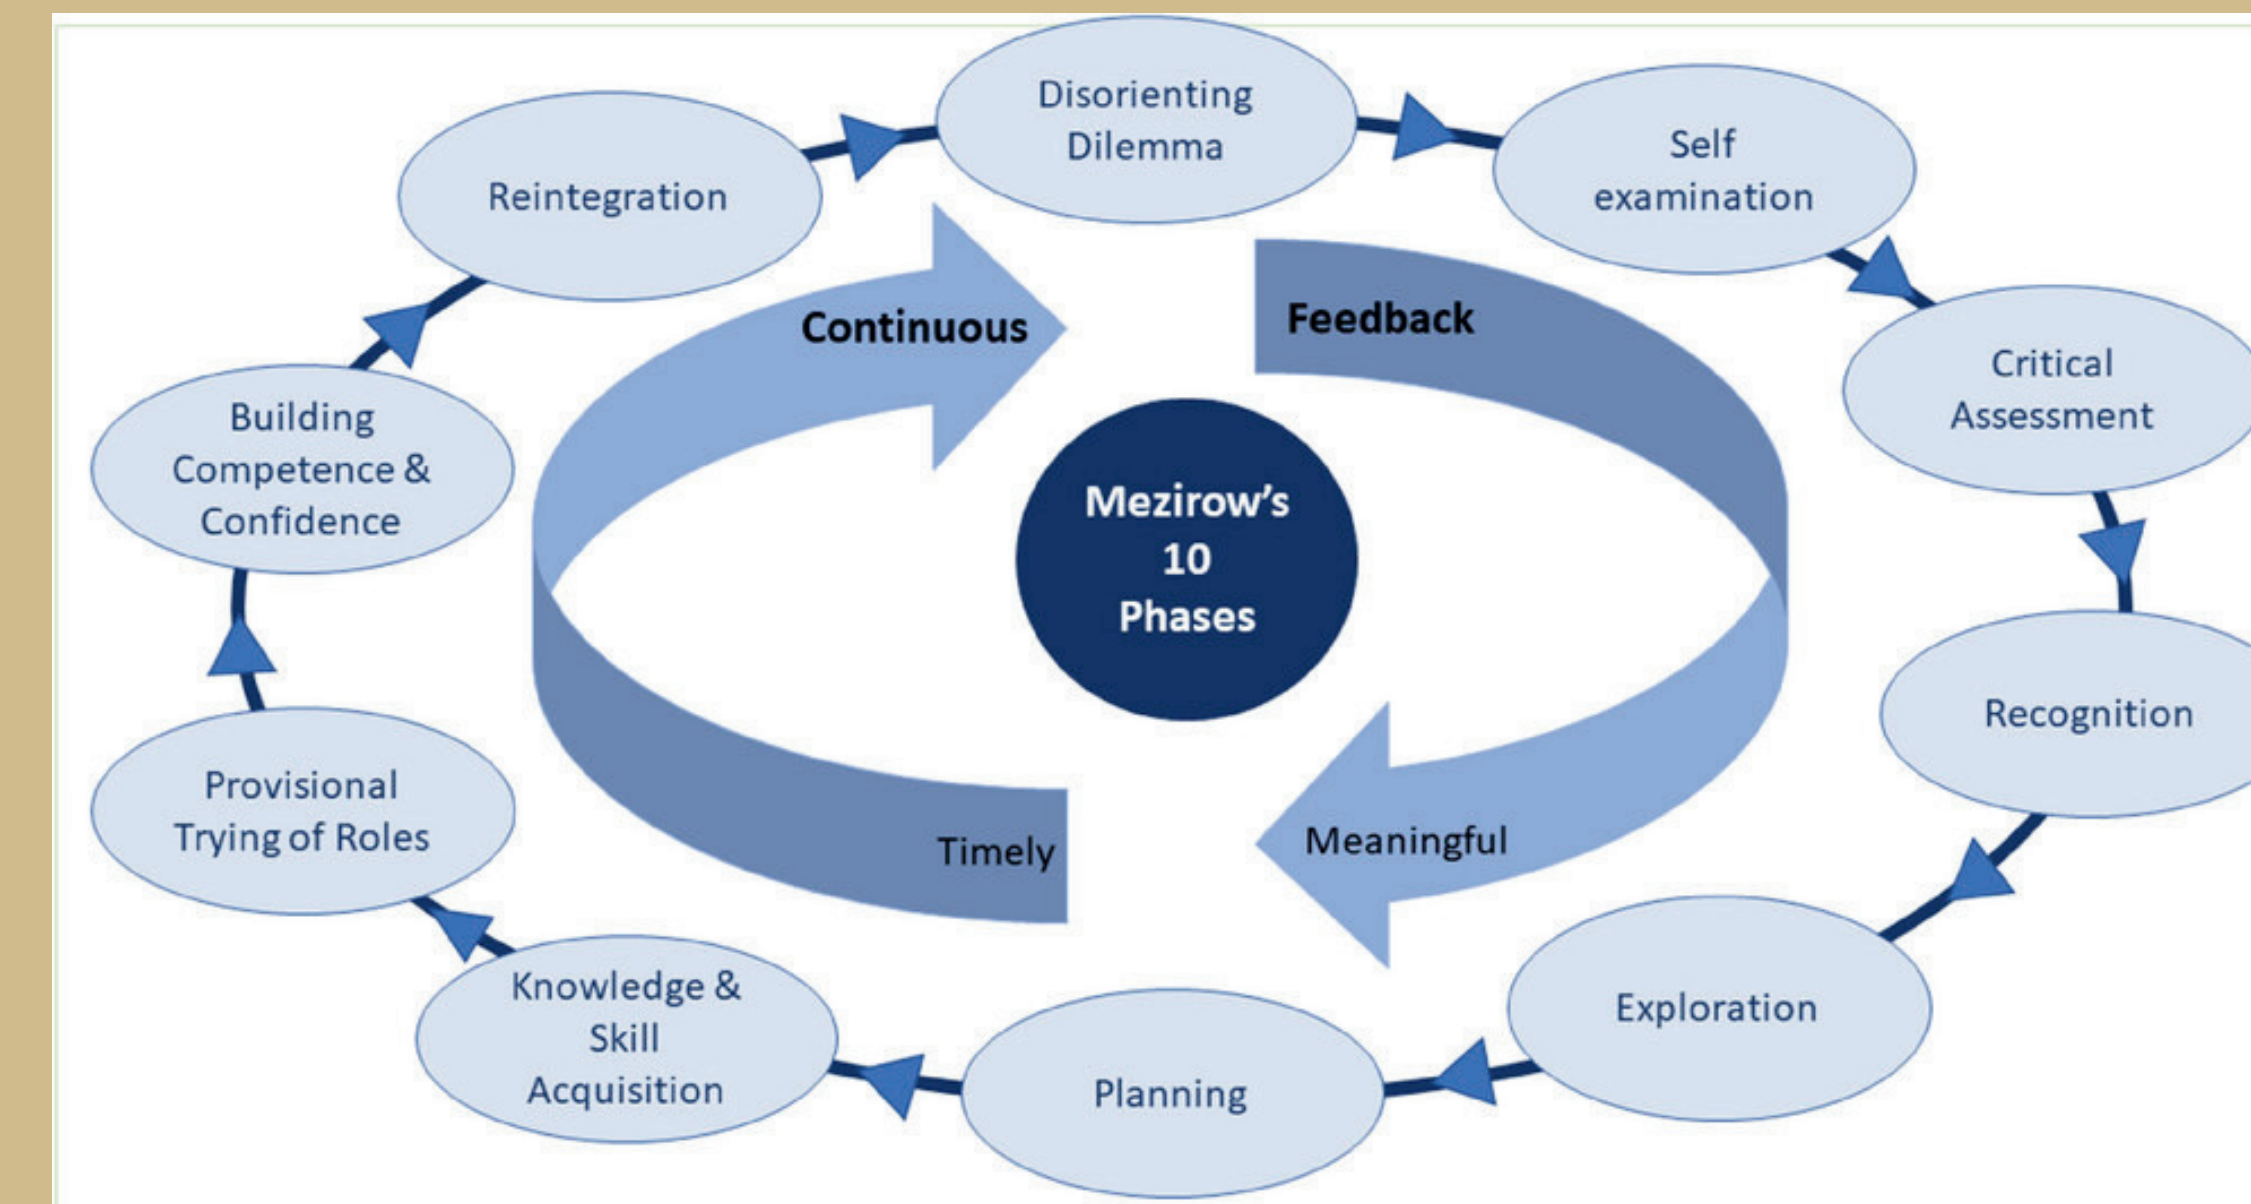 Disorienting
Dilemma
Self
examination
Critical
Assessment
Recognition
Exploration
Planning
Knowledge &
Skill
Acquisition
Provisional
Trying of Roles
Building
Competence &
Confidence
Reintegration
Continuous
Feedback
Meaningful
Timely
Mezirow's
10
Phases